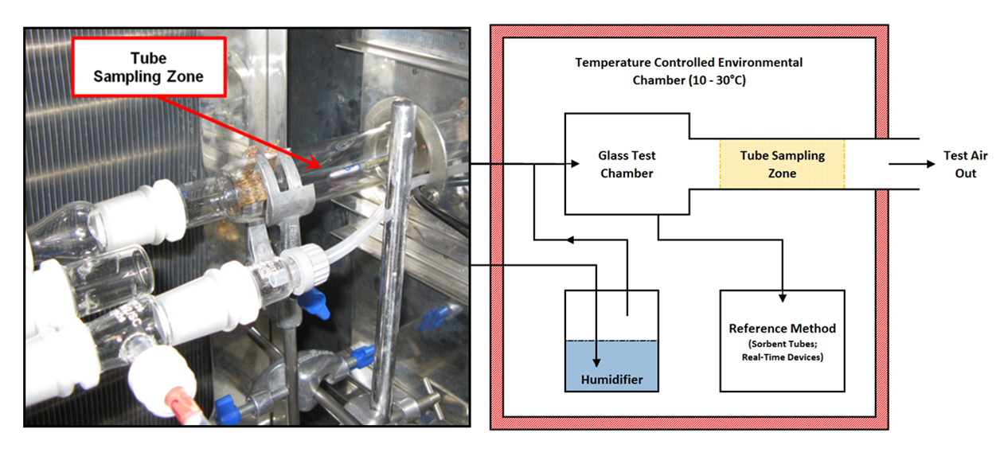 Tube
Sampling Zone
Temperature Controlled Environmental
Chamber (10 - 30°C)
Glass Test
Chamber
Tube Sampling
Zone
Test Air
Out
Reference Method
(Sorbent Tubes;
Real-Time Devices)
Humidifier